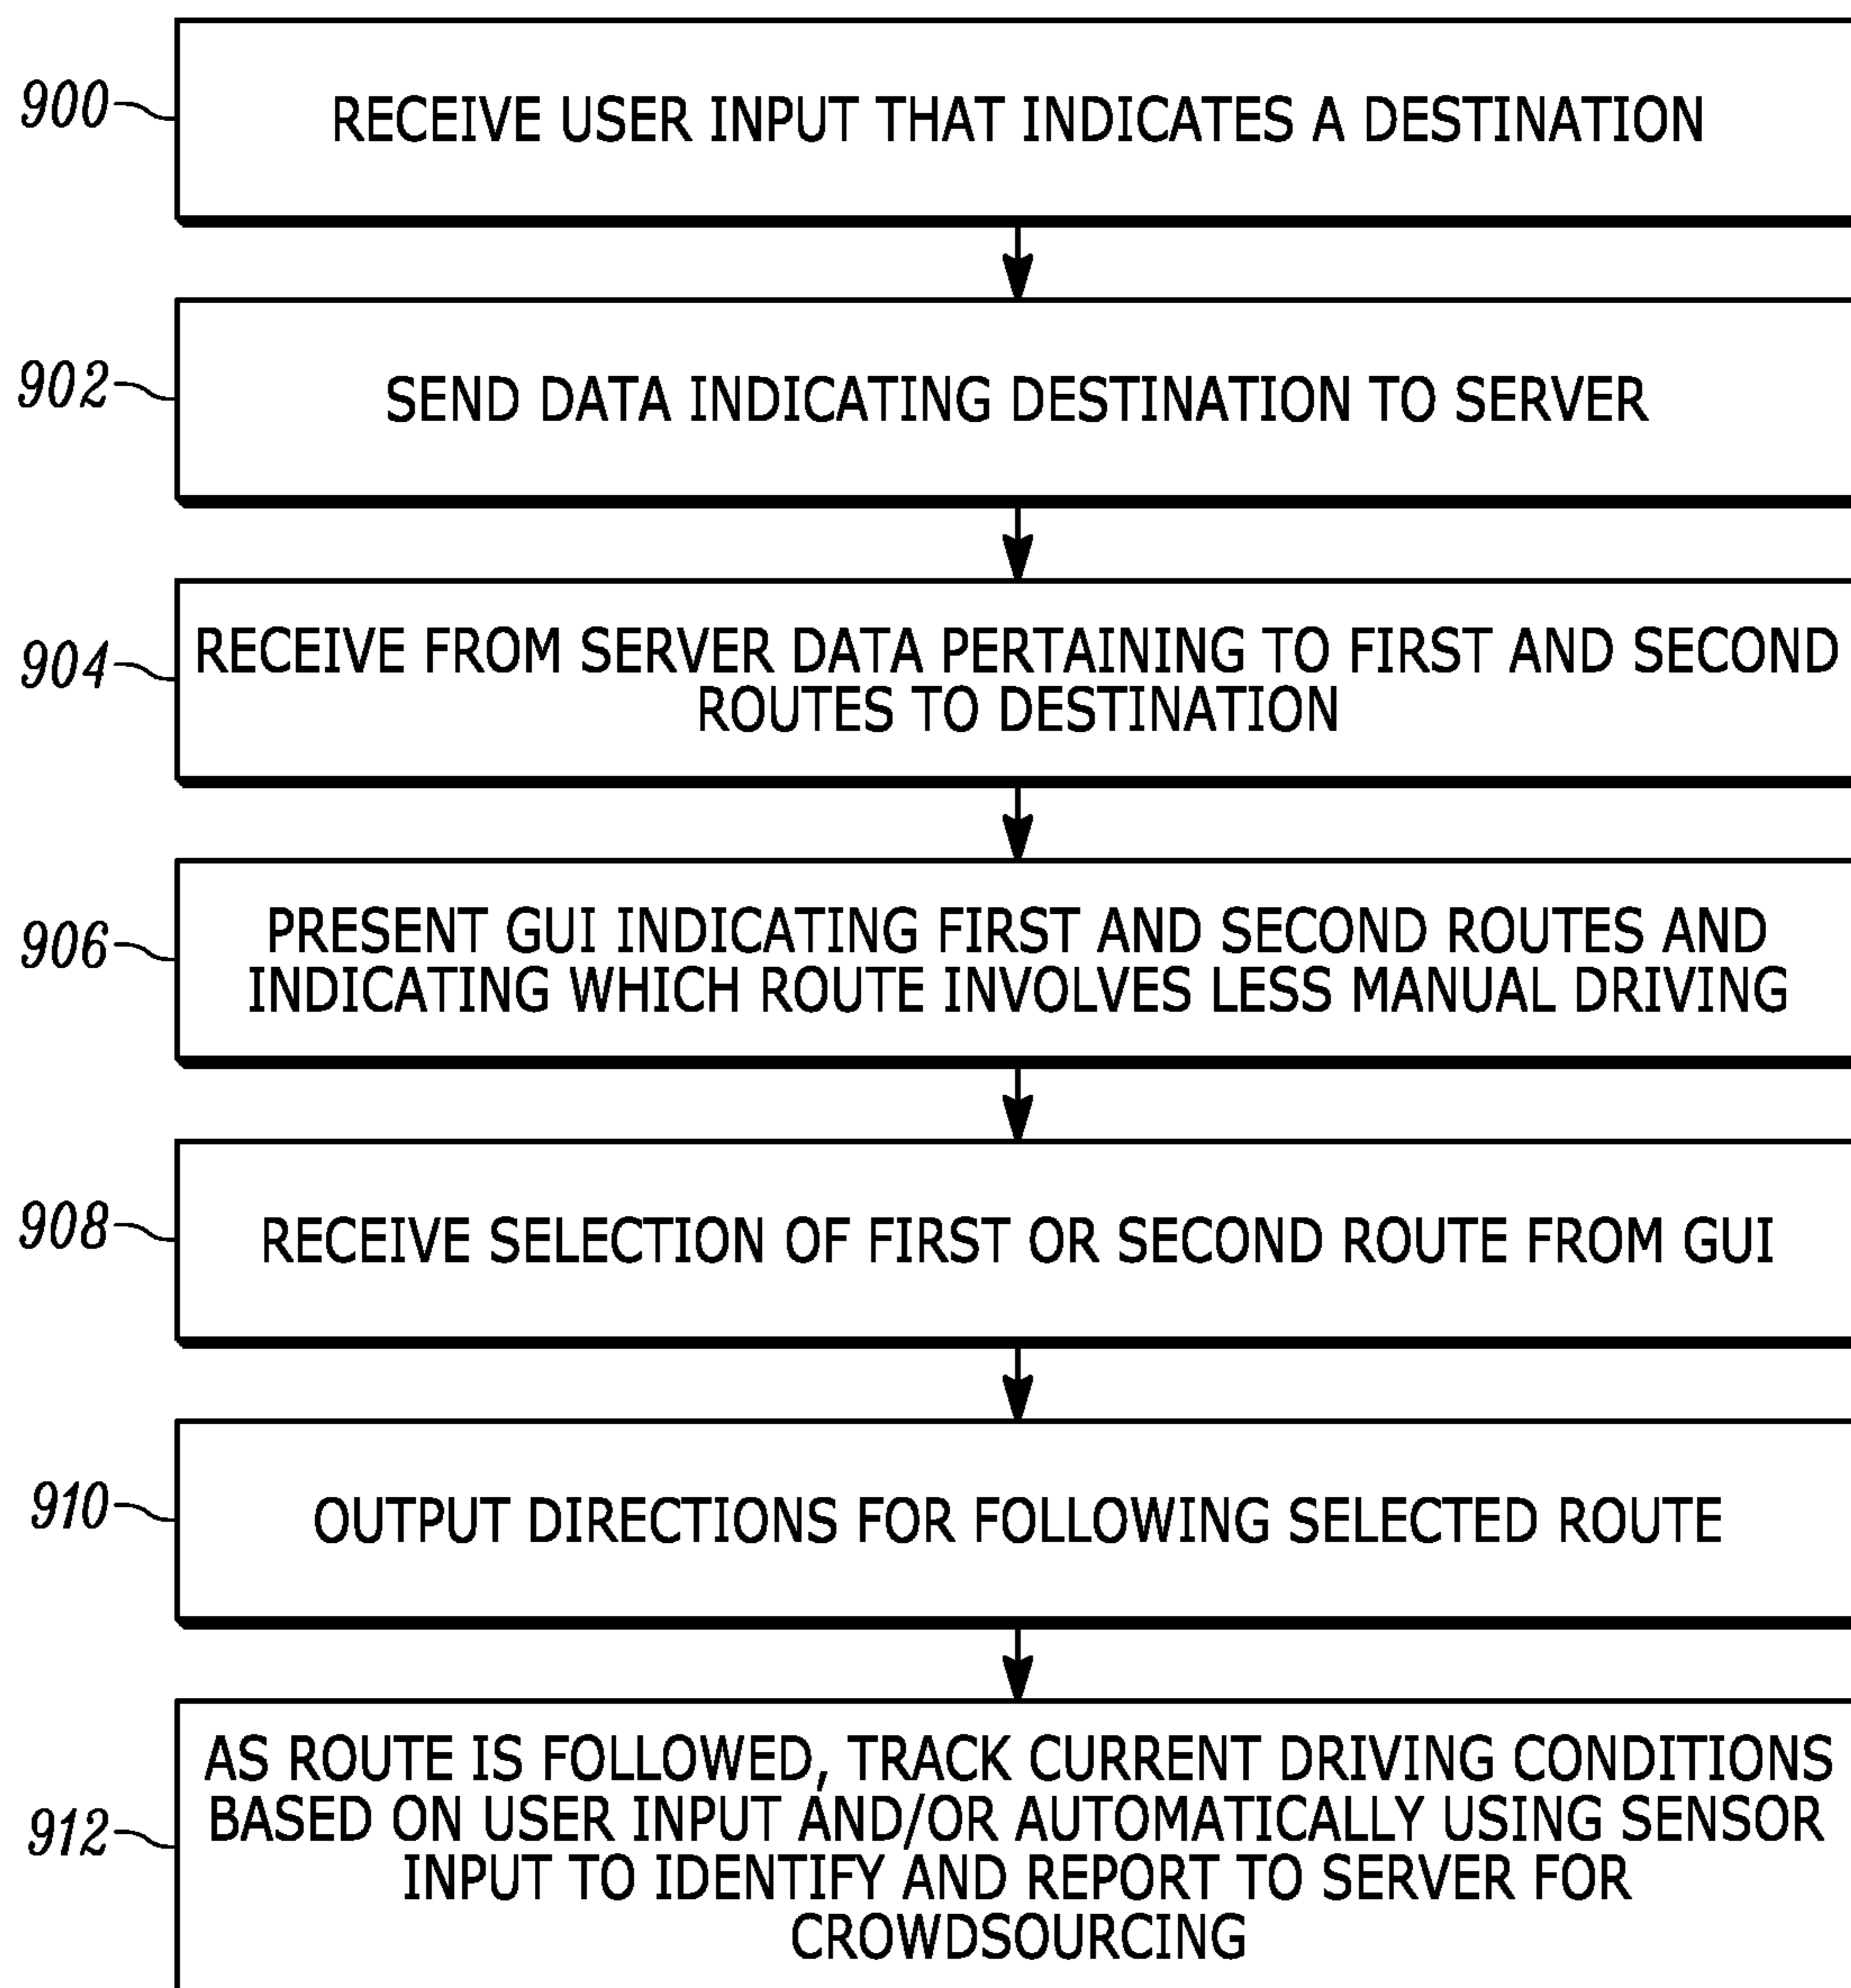 900
RECEIVE USER INPUT THAT INDICATES A DESTINATION
902
SEND DATA INDICATING DESTINATION TO SERVER
904
RECEIVE FROM SERVER DATA PERTAINING TO FIRST AND SECOND
ROUTES TO DESTINATION
906
PRESENT GUI INDICATING FIRST AND SECOND ROUTES AND
INDICATING WHICH ROUTE INVOLVES LESS MANUAL DRIVING
908
RECEIVE SELECTION OF FIRST OR SECOND ROUTE FROM GUI
910
OUTPUT DIRECTIONS FOR FOLLOWING SELECTED ROUTE
912
AS ROUTE IS FOLLOWED, TRACK CURRENT DRIVING CONDITIONS
BASED ON USER INPUT AND/OR AUTOMATICALLY USING SENSOR
INPUT TO IDENTIFY AND REPORT TO SERVER FOR
CROWDSOURCING